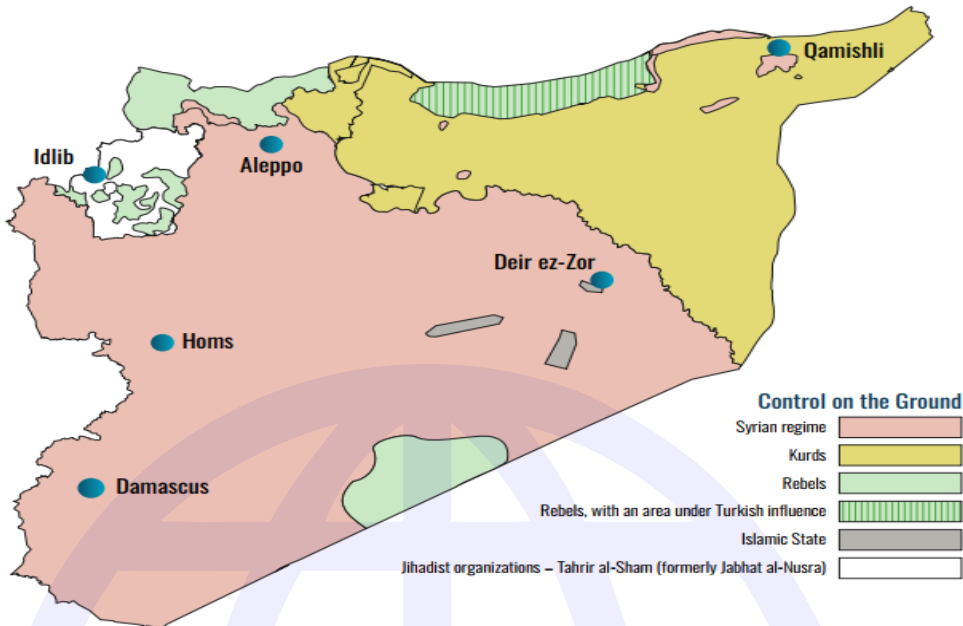 Qamishli
Idlib
Aleppo
Deir ez-Zor
Homs
Damascus
Control on the Ground
Syrian regime
Kurds
Rebels
Rebels, with an area under Turkish influence
Islamic State
Jihadist organizations – Tahrir al-Sham (formerly Jabhat al-Nusra)